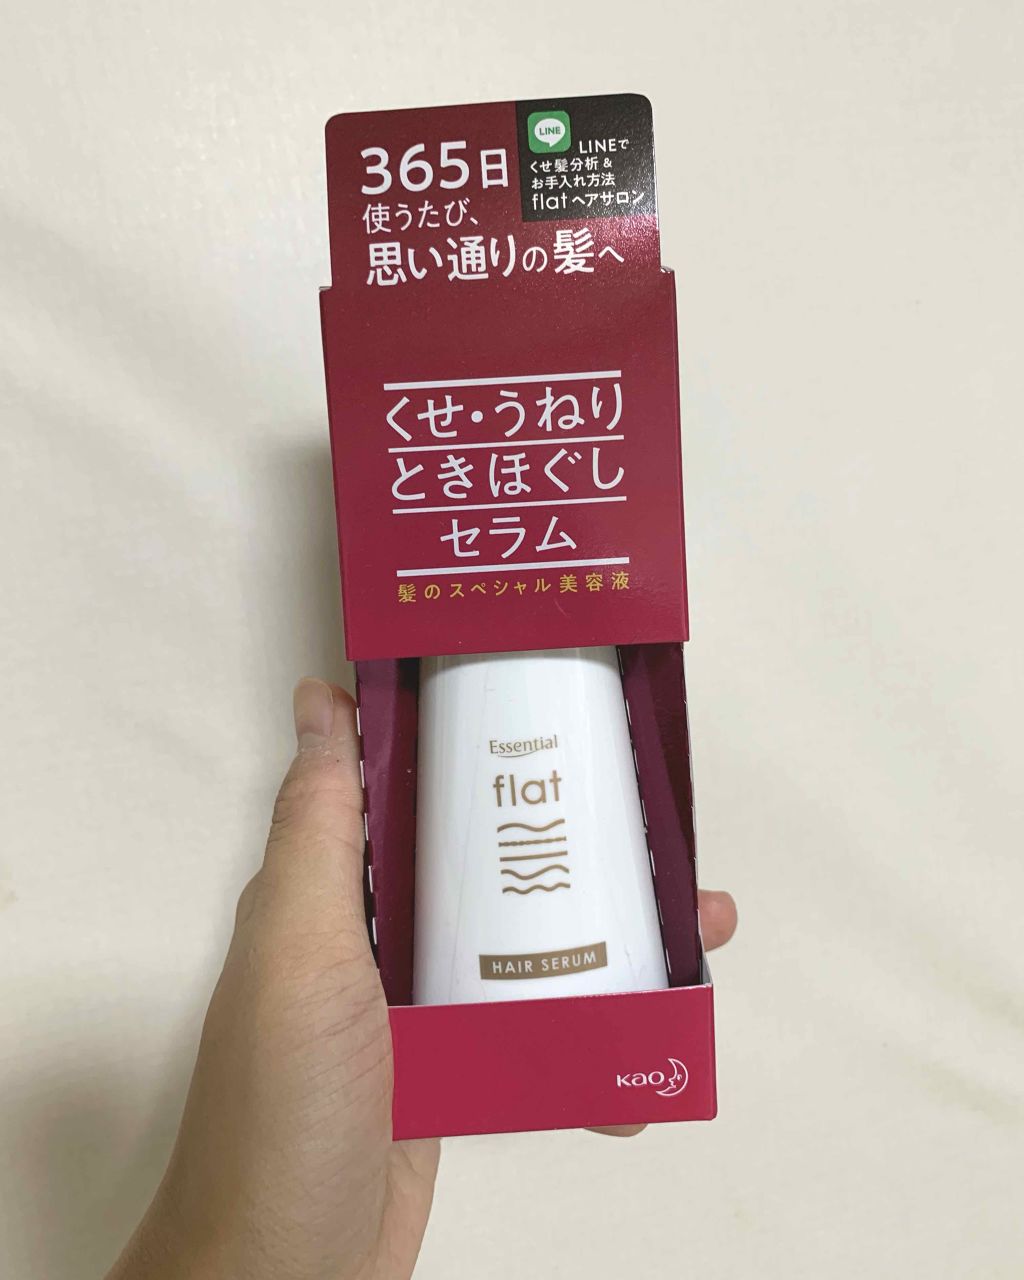 365日
使うたび、
思い通りの髪へ
LINE
LINEで
くせ髪分析&
お手入れ方法
flatヘアサロン
くせ・うねり
ときほぐし
セラム
髪のスペシャル美容液
Essential
flat
HAIR SERUM
Kao